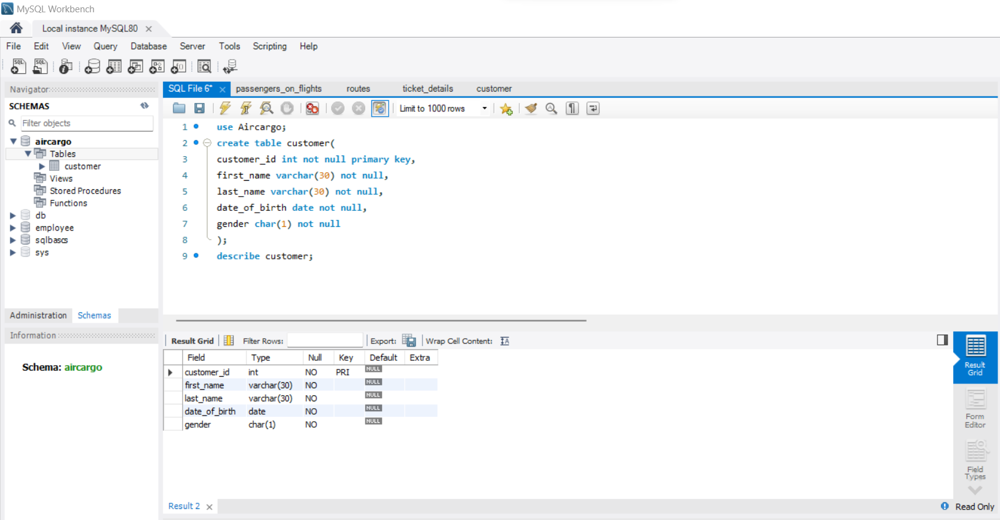 MySQL Workbench
Local instance MySQL80
File Edit View Query Database Server Tools Scripting Help
SQL SQL
Navigator
SCHEMAS
Filter objects
aircargo
Tables
customer
Views
Stored Procedures
Functions
db
employee
sqlbascs
sys
Administration Schemas
Information
Schema: aircargo
SQL File 6* passengers_on_flights routes ticket_details customer
Limit to 1000 rows
1 use Aircargo;
2 create table customer(
3 customer_id int not null primary key,
4 first_name varchar(30) not null,
5 last_name varchar(30) not null,
6 date_of_birth date not null,
7 gender char(1) not null
8 );
9 describe customer;
Result Grid Filter Rows: Export: Wrap Cell Content:
Field Type Null Key Default Extra
customer_id int NO PRI NULL
first_name varchar(30) NO NULL
last_name varchar(30) NO NULL
date_of_birth date NO NULL
gender char(1) NO NULL
Result
Grid
Form
Editor
Field
Types
Result 2
Read Only